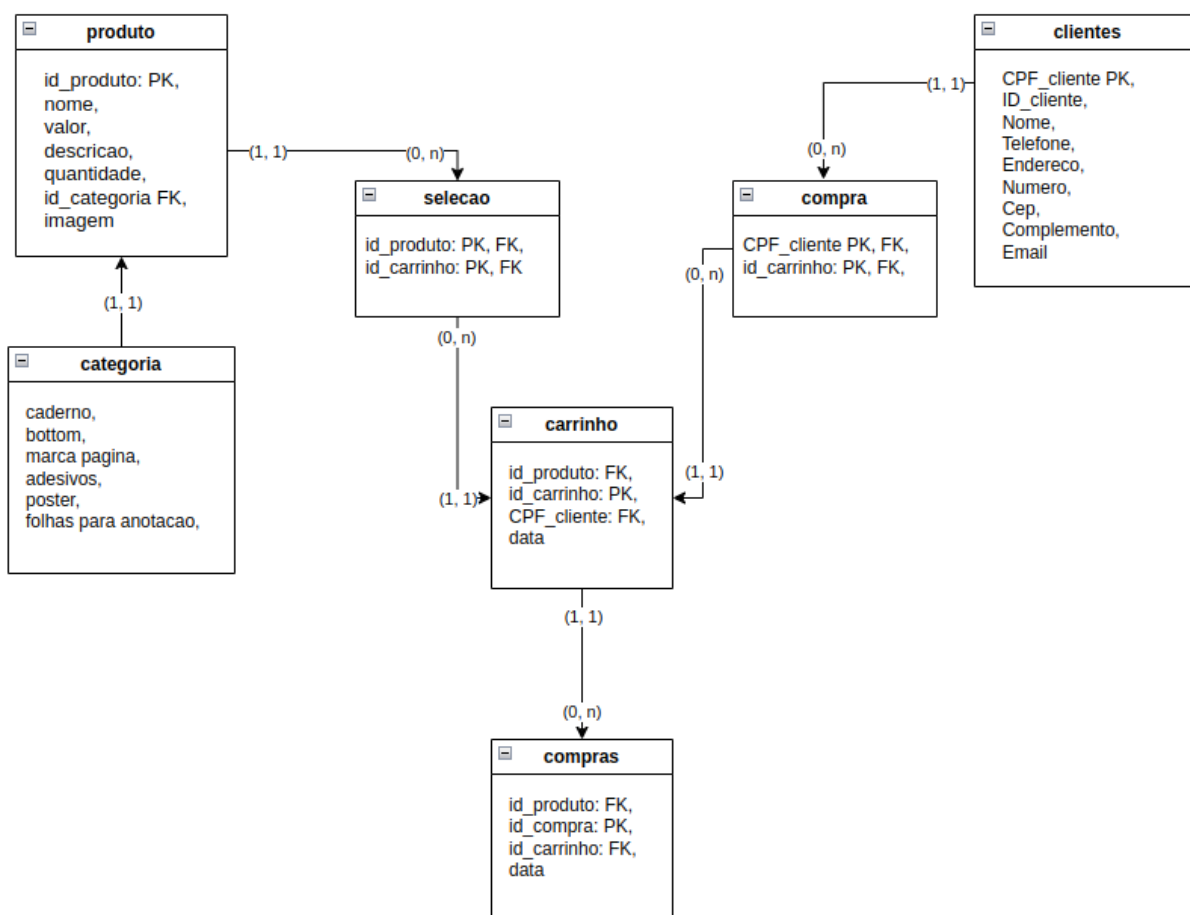 produto
id_produto: PK,
nome,
valor,
descricao,
quantidade,
id_categoria FK,
imagem
(1, 1)
(0, n)
clientes
CPF_cliente PK,
ID_cliente,
Nome,
Telefone,
Endereco,
Numero,
Cep,
Complemento,
Email
(1, 1)
(0, n)
selecao
id_produto: PK, FK,
id_carrinho: PK, FK
(0, n)
(1, 1)
compra
CPF_cliente PK, FK,
id_carrinho: PK, FK,
(0, n)
(1, 1)
(1, 1)
categoria
caderno,
bottom,
marca pagina,
adesivos,
poster,
folhas para anotacao,
carrinho
id_produto: FK,
id_carrinho: PK,
CPF_cliente: FK,
data
(1, 1)
(0, n)
compras
id_produto: FK,
id_compra: PK,
id_carrinho: FK,
data